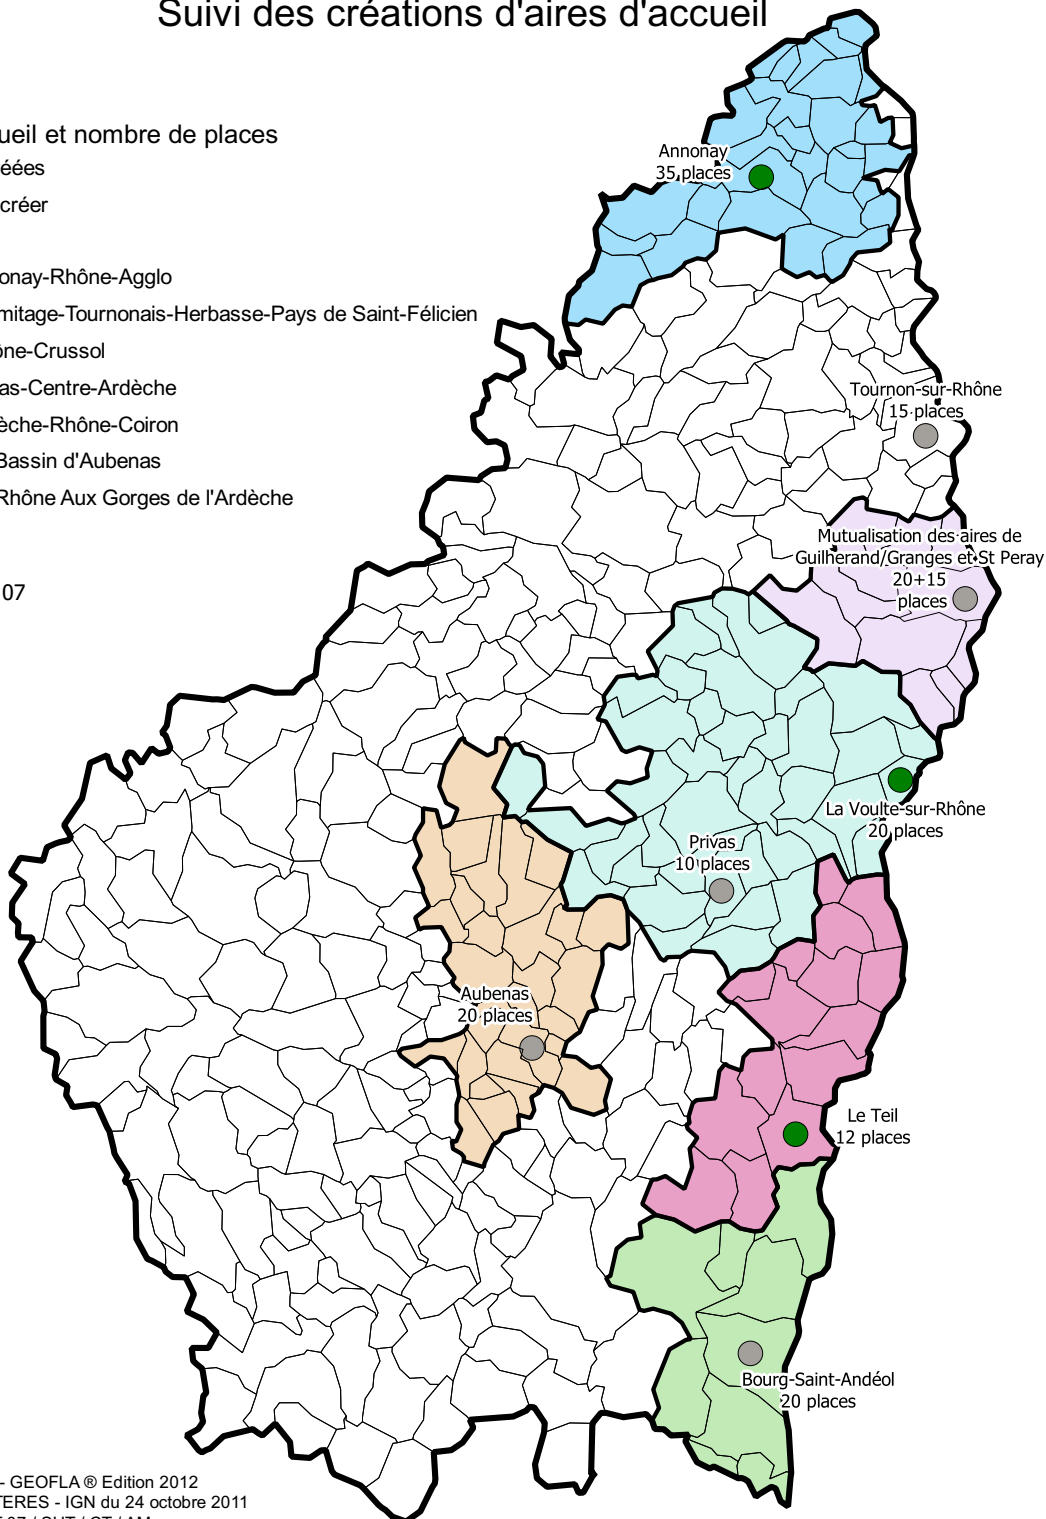 Suivi des créations d'aires d'accueil
ueil et nombre de places
éées
créer
onay-Rhône-Agglo
mitage-Tournonais-Herbasse-Pays de Saint-Félicien
ône-Crussol
as-Centre-Ardèche
èche-Rhône-Coiron
Bassin d'Aubenas
Rhône Aux Gorges de l'Ardèche
07
Annonay
35 places
Tournon-sur-Rhône
15 places
Mutualisation des aires de
Guilherand/Granges et St Peray
20+15
places
La Voulte-sur-Rhône
20 places
Privas
10 places
Aubenas
20 places
Le Teil
12 places
Bourg-Saint-Andéol
20 places
- GEOFLA ® Edition 2012
TERES - IGN du 24 octobre 2011